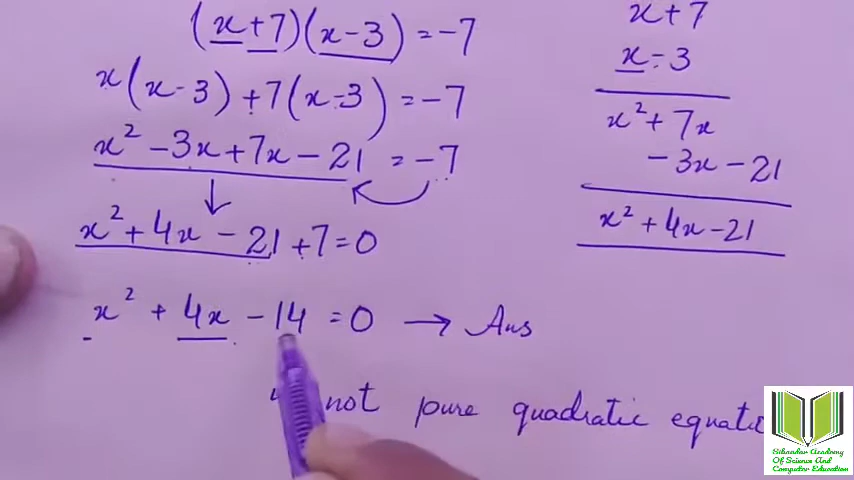 (x+7)(x-3) = -7
x(x-3) +7(x-3) = -7
x² -3x+7x-21 = -7
x² +4x -21 +7=0
x² + 4x -14 =0 → Ans
not pure quadratic
x+7
x-3
x²+7x
-3x-21
x²+4x-21
Sikandar Academy
Of Science And
Computer Education